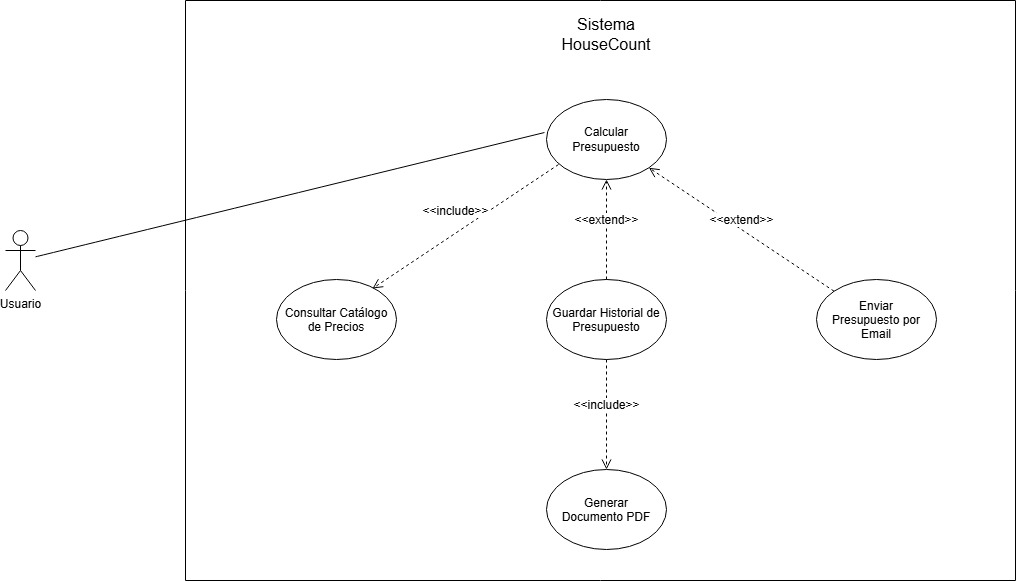 Sistema
HouseCount
Calcular
Presupuesto
<<include>>
<<extend>>
<<extend>>
Usuario
Consultar Catálogo
de Precios
Guardar Historial de
Presupuesto
Enviar
Presupuesto por
Email
<<include>>
Generar
Documento PDF